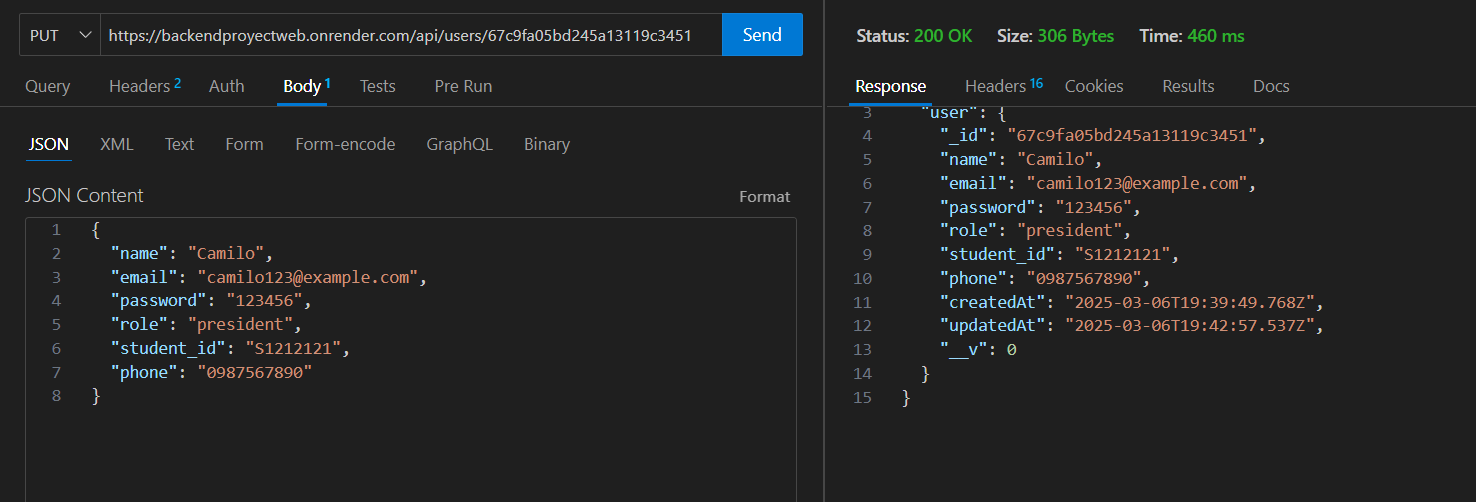 PUT https://backendproyectweb.onrender.com/api/users/67c9fa05bd245a13119c3451 Send
Query Headers 2 Auth Body 1 Tests Pre Run
JSON XML Text Form Form-encode GraphQL Binary
JSON Content Format
1 {
2 "name": "Camilo",
3 "email": "camilo123@example.com",
4 "password": "123456",
5 "role": "president",
6 "student_id": "S1212121",
7 "phone": "0987567890"
8 }
Status: 200 OK Size: 306 Bytes Time: 460 ms
Response Headers 16 Cookies Results Docs
3 "user": {
4 "_id": "67c9fa05bd245a13119c3451",
5 "name": "Camilo",
6 "email": "camilo123@example.com",
7 "password": "123456",
8 "role": "president",
9 "student_id": "S1212121",
10 "phone": "0987567890",
11 "createdAt": "2025-03-06T19:39:49.768Z",
12 "updatedAt": "2025-03-06T19:42:57.537Z",
13 "__v": 0
14 }
15 }